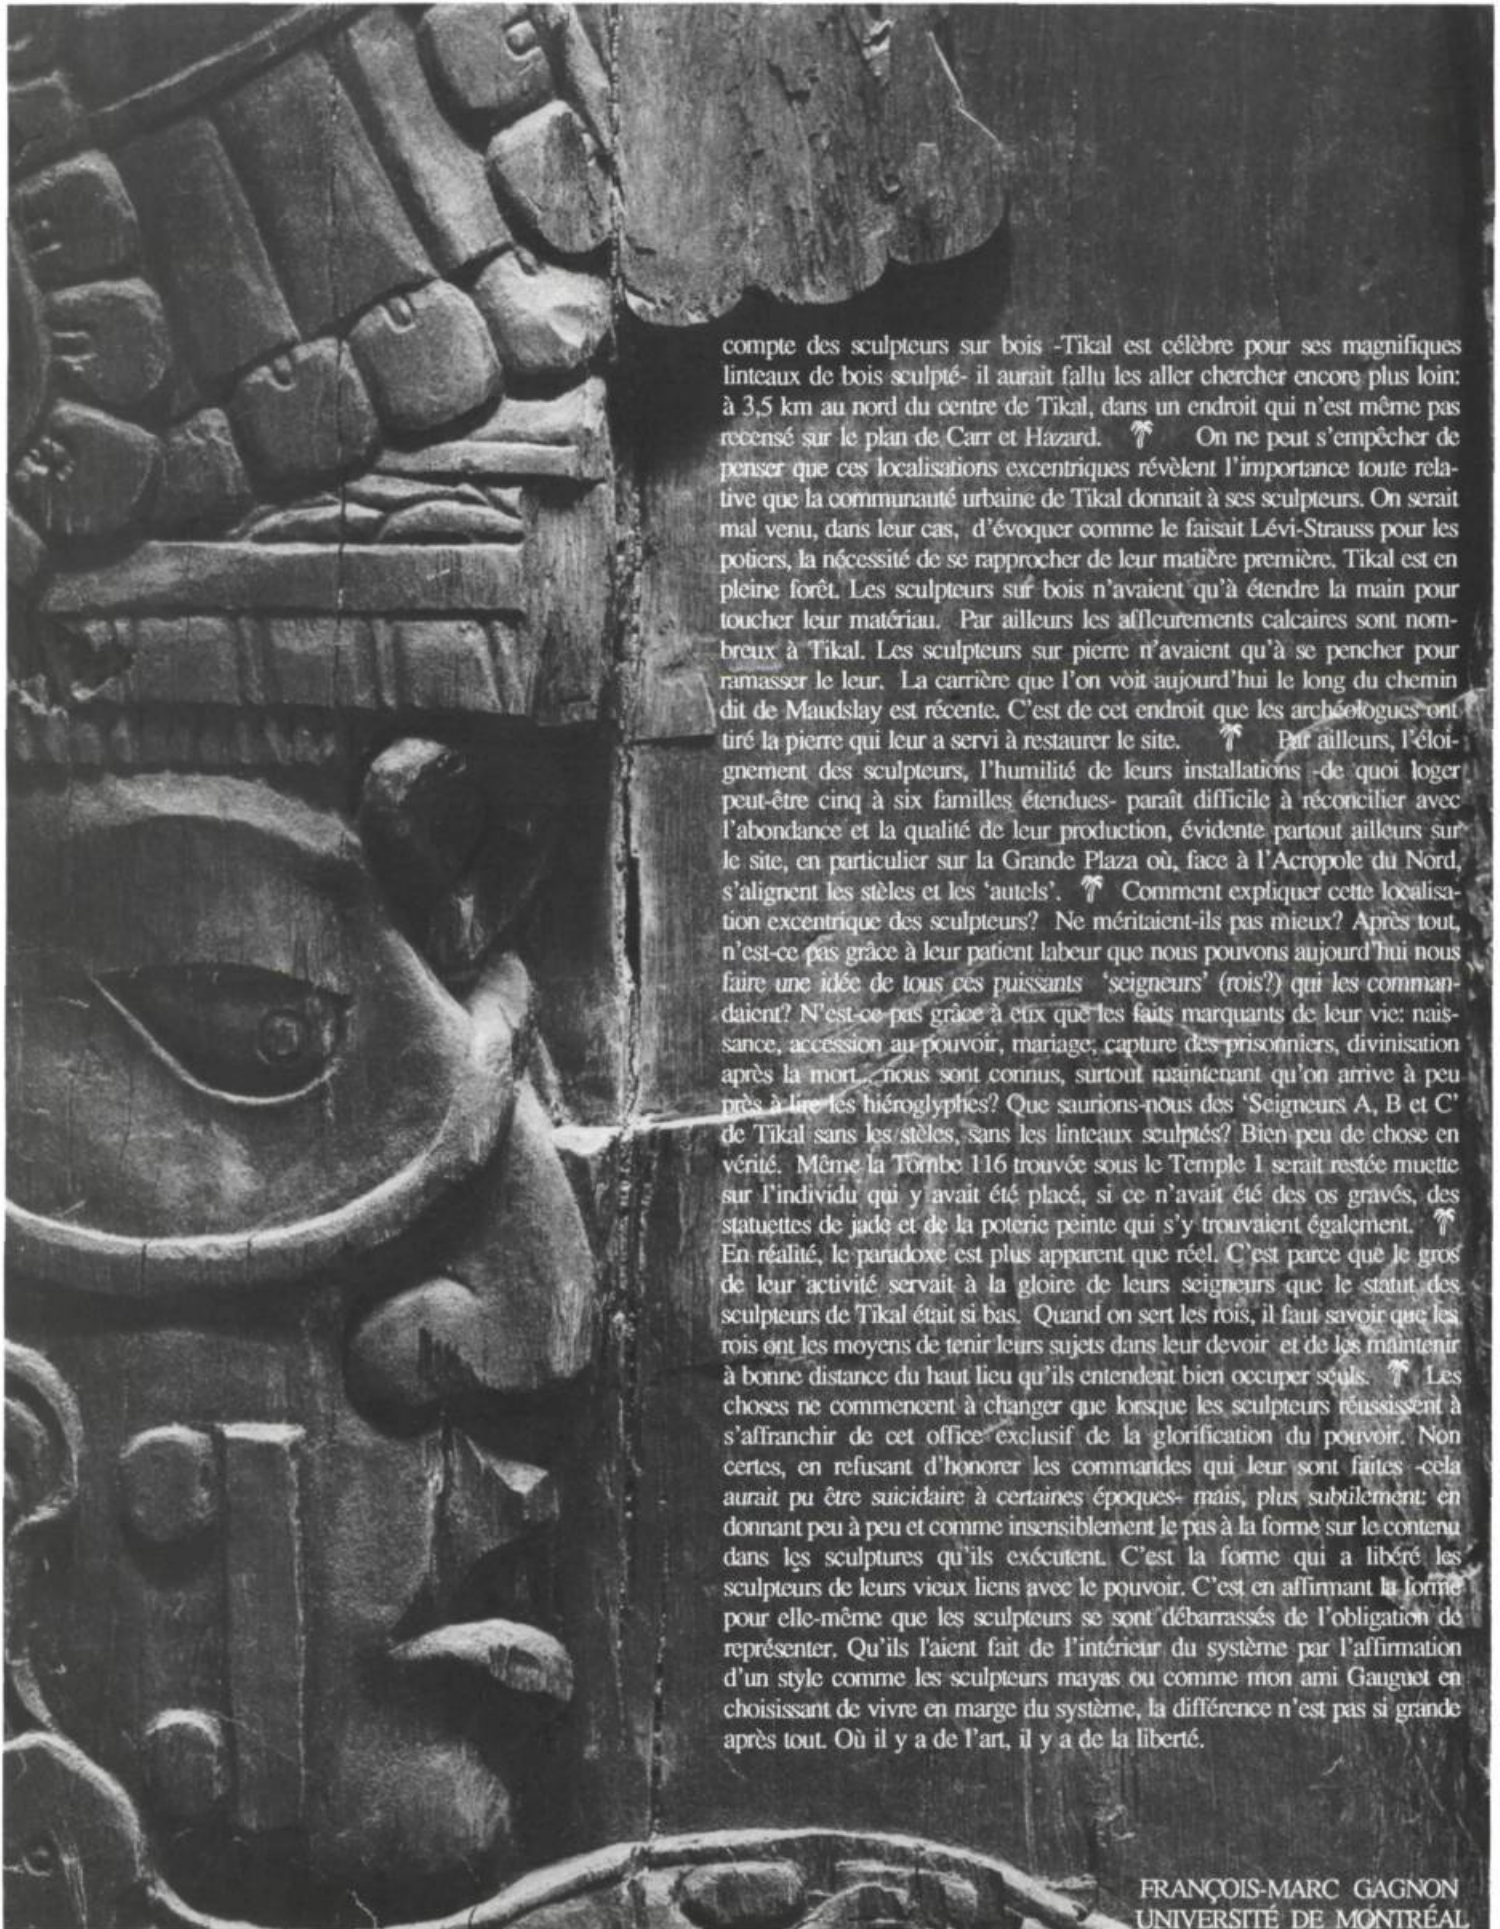 compte des sculpteurs sur bois -Tikal est célèbre pour ses magnifiques
linteaux de bois sculpté- il aurait fallu les aller chercher encore plus loin:
à 3,5 km au nord du centre de Tikal, dans un endroit qui n'est même pas
recensé sur le plan de Carr et Hazard. On ne peut s'empêcher de
penser que ces localisations excentriques révèlent l'importance toute rela-
tive que la communauté urbaine de Tikal donnait à ses sculpteurs. On serait
mal venu, dans leur cas, d'évoquer comme le faisait Lévi-Strauss pour les
potiers, la nécessité de se rapprocher de leur matière première. Tikal est en
pleine forêt. Les sculpteurs sur bois n'avaient qu'à étendre la main pour
toucher leur matériau. Par ailleurs les affleurements calcaires sont nom-
breux à Tikal. Les sculpteurs sur pierre n'avaient qu'à se pencher pour
ramasser le leur. La carrière que l'on voit aujourd'hui le long du chemin
dit de Maudslay est récente. C'est de cet endroit que les archéologues ont
tiré la pierre qui leur a servi à restaurer le site. Par ailleurs, l'éloi-
gnement des sculpteurs, l'humilité de leurs installations -de quoi loger
peut-être cinq à six familles étendues- paraît difficile à réconcilier avec
l'abondance et la qualité de leur production, évidente partout ailleurs sur
le site, en particulier sur la Grande Plaza où, face à l'Acropole du Nord,
s'alignent les stèles et les 'autels'. Comment expliquer cette localisa-
tion excentrique des sculpteurs? Ne méritaient-ils pas mieux? Après tout,
n'est-ce pas grâce à leur patient labeur que nous pouvons aujourd'hui nous
faire une idée de tous ces puissants 'seigneurs' (rois?) qui les comman-
daient? N'est-ce pas grâce à eux que les faits marquants de leur vie: nais-
sance, accession au pouvoir, mariage, capture des prisonniers, divinisation
après la mort... nous sont connus, surtout maintenant qu'on arrive à peu
près à lire les hiéroglyphes? Que saurions-nous des 'Seigneurs A, B et C'
de Tikal sans les stèles, sans les linteaux sculptés? Bien peu de chose en
vérité. Même la Tombe 116 trouvée sous le Temple 1 serait restée muette
sur l'individu qui y avait été placé, si ce n'avait été des os gravés, des
statuettes de jade et de la poterie peinte qui s'y trouvaient également.
En réalité, le paradoxe est plus apparent que réel. C'est parce que le gros
de leur activité servait à la gloire de leurs seigneurs que le statut des
sculpteurs de Tikal était si bas. Quand on sert les rois, il faut savoir que les
rois ont les moyens de tenir leurs sujets dans leur devoir et de les maintenir
à bonne distance du haut lieu qu'ils entendent bien occuper seuls. Les
choses ne commencent à changer que lorsque les sculpteurs réussissent à
s'affranchir de cet office exclusif de la glorification du pouvoir. Non
certes, en refusant d'honorer les commandes qui leur sont faites -cela
aurait pu être suicidaire à certaines époques- mais, plus subtilement: en
donnant peu à peu et comme insensiblement le pas à la forme sur le contenu
dans les sculptures qu'ils exécutent. C'est la forme qui a libéré les
sculpteurs de leurs vieux liens avec le pouvoir. C'est en affirmant la forme
pour elle-même que les sculpteurs se sont débarrassés de l'obligation de
représenter. Qu'ils l'aient fait de l'intérieur du système par l'affirmation
d'un style comme les sculpteurs mayas ou comme mon ami Gauguet en
choisissant de vivre en marge du système, la différence n'est pas si grande
après tout. Où il y a de l'art, il y a de la liberté.
FRANÇOIS-MARC GAGNON
UNIVERSITÉ DE MONTRÉAL